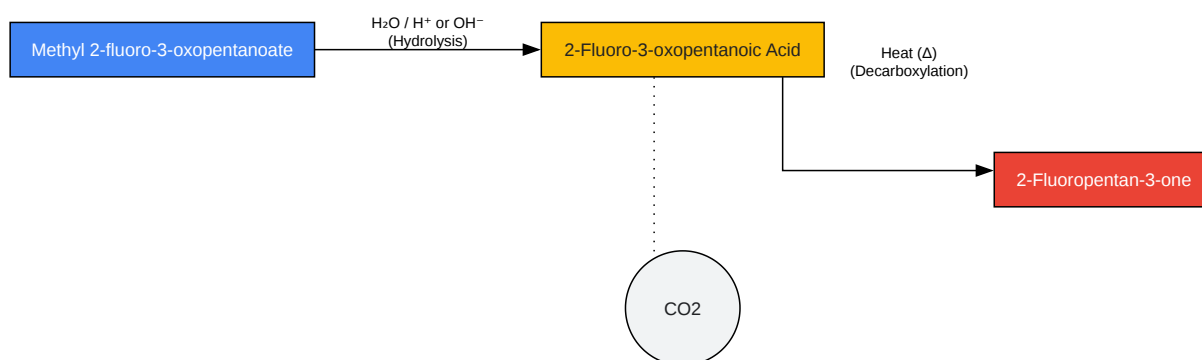 Methyl 2-fluoro-3-oxopentanoate
H₂O / H⁺ or OH⁻
(Hydrolysis)
2-Fluoro-3-oxopentanoic Acid
Heat (Δ)
(Decarboxylation)
2-Fluoropentan-3-one
CO2